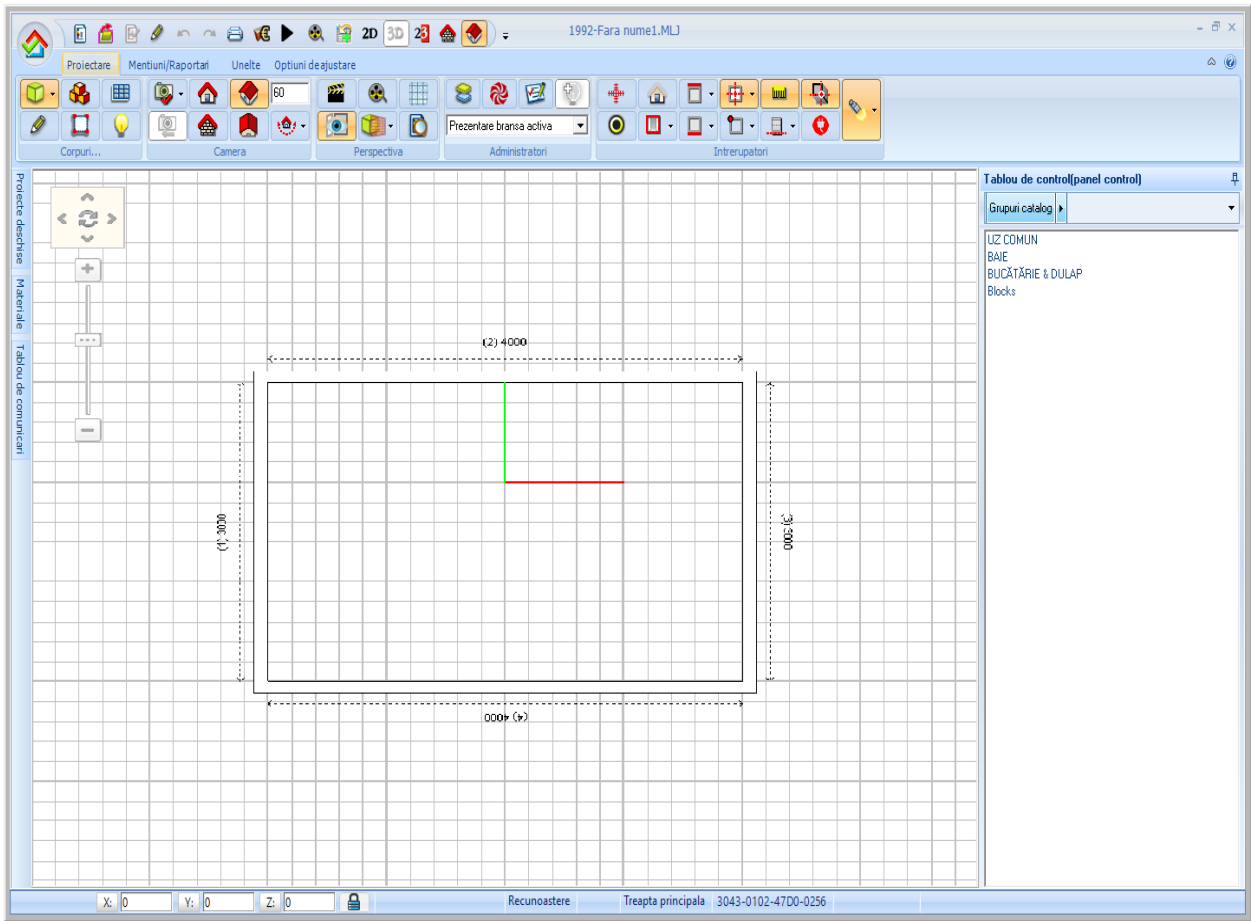 2D 3D 23 1992-Fara nume1.MLJ
Proiectare Mentiuni/Raportari Unelte Optiuni de ajustare
60
Prezentare bransa activa
Corpuri... Camera Perspectiva Administratori Intrerupatori
Proiecte deschise
Materiale
Tablou de comunicari
Tablou de control(panel control)
Grupuri catalog
UZ COMUN
BAIE
BUCĂTĂRIE & DULAP
Blocks
(2) 4000
(1) 3000
(3) 3000
(4) 4000
X: 0 Y: 0 Z: 0 Recunoastere Treapta principala 3043-0102-47D0-0256